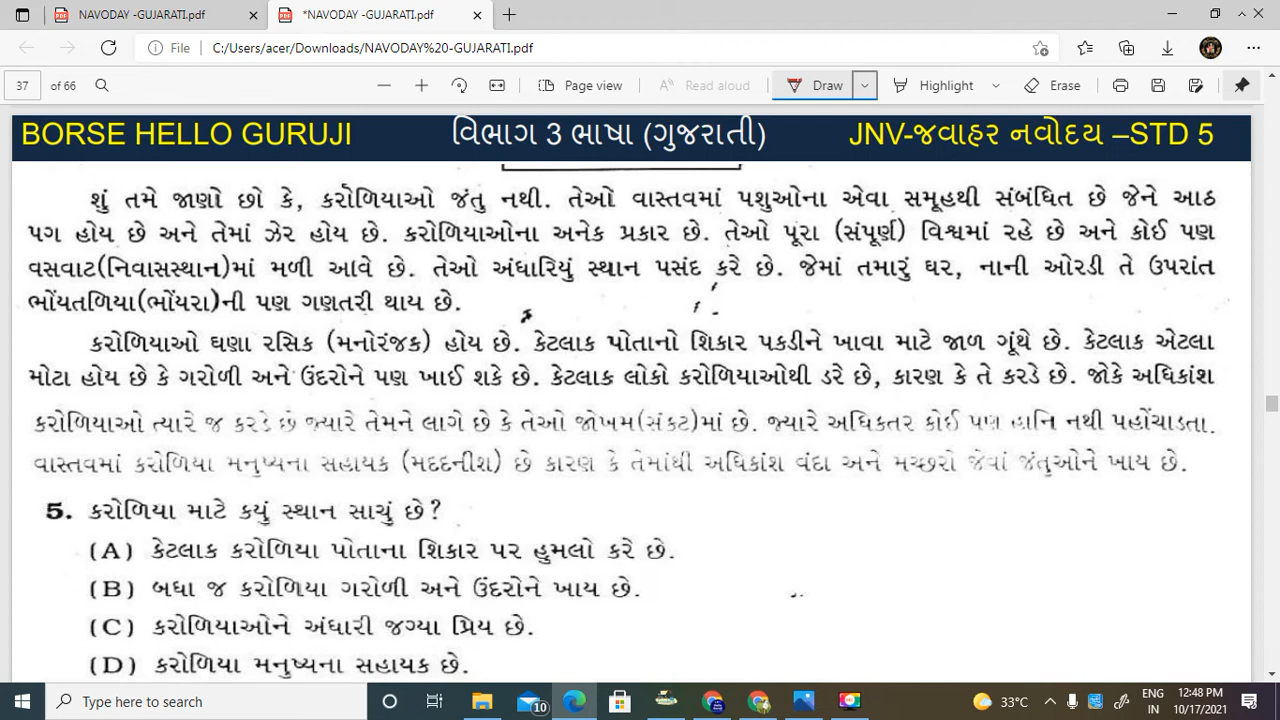 NAVODAY -GUJARATI.pdf
*NAVODAY -GUJARATI.pdf
File C:/Users/acer/Downloads/NAVODAY%20-GUJARATI.pdf
37 of 66 Page view Read aloud Draw Highlight Erase
BORSE HELLO GURUJI વિભાગ 3 ભાષા (ગુજરાતી) JNV-જવાહર નવોદય –STD 5
શું તમે જાણો છો કે, કરોળિયાઓ જંતુ નથી. તેઓ વાસ્તવમાં પશુઓના એવા સમૂહથી સંબંધિત છે જેને આઠ
પગ હોય છે અને તેમાં ઝેર હોય છે. કરોળિયાઓના અનેક પ્રકાર છે. તેઓ પૂરા (સંપૂર્ણ) વિશ્વમાં રહે છે અને કોઈ પણ
વસવાટ(નિવાસસ્થાન)માં મળી આવે છે. તેઓ અંધારિયું સ્થાન પસંદ કરે છે. જેમાં તમારું ઘર, નાની ઓરડી તે ઉપરાંત
ભોંયતળિયા(ભોંયરા)ની પણ ગણતરી થાય છે.
કરોળિયાઓ ઘણા રસિક (મનોરંજક) હોય છે. કેટલાક પોતાનો શિકાર પકડીને ખાવા માટે જાળ ગૂંથે છે. કેટલાક એટલા
મોટા હોય છે કે ગરોળી અને ઉંદરોને પણ ખાઈ શકે છે. કેટલાક લોકો કરોળિયાઓથી ડરે છે, કારણ કે તે કરડે છે. જોકે અધિકાંશ
કરોળિયાઓ ત્યારે જ કરડે છે જ્યારે તેમને લાગે છે કે તેઓ જોખમ(સંકટ)માં છે. જ્યારે અધિકતર કોઈ પણ હાનિ નથી પહોંચાડતા.
વાસ્તવમાં કરોળિયા મનુષ્યના સહાયક (મદદનીશ) છે કારણ કે તેમાંથી અધિકાંશ વંદા અને મચ્છરો જેવાં જંતુઓને ખાય છે.
5. કરોળિયા માટે કયું સ્થાન સાચું છે?
(A) કેટલાક કરોળિયા પોતાના શિકાર પર હુમલો કરે છે.
(B) બધા જ કરોળિયા ગરોળી અને ઉંદરોને ખાય છે.
(C) કરોળિયાઓને અંધારી જગ્યા પ્રિય છે.
(D) કરોળિયા મનુષ્યના સહાયક છે.
Type here to search 10 33°C ENG 12:48 PM
IN 10/17/2021